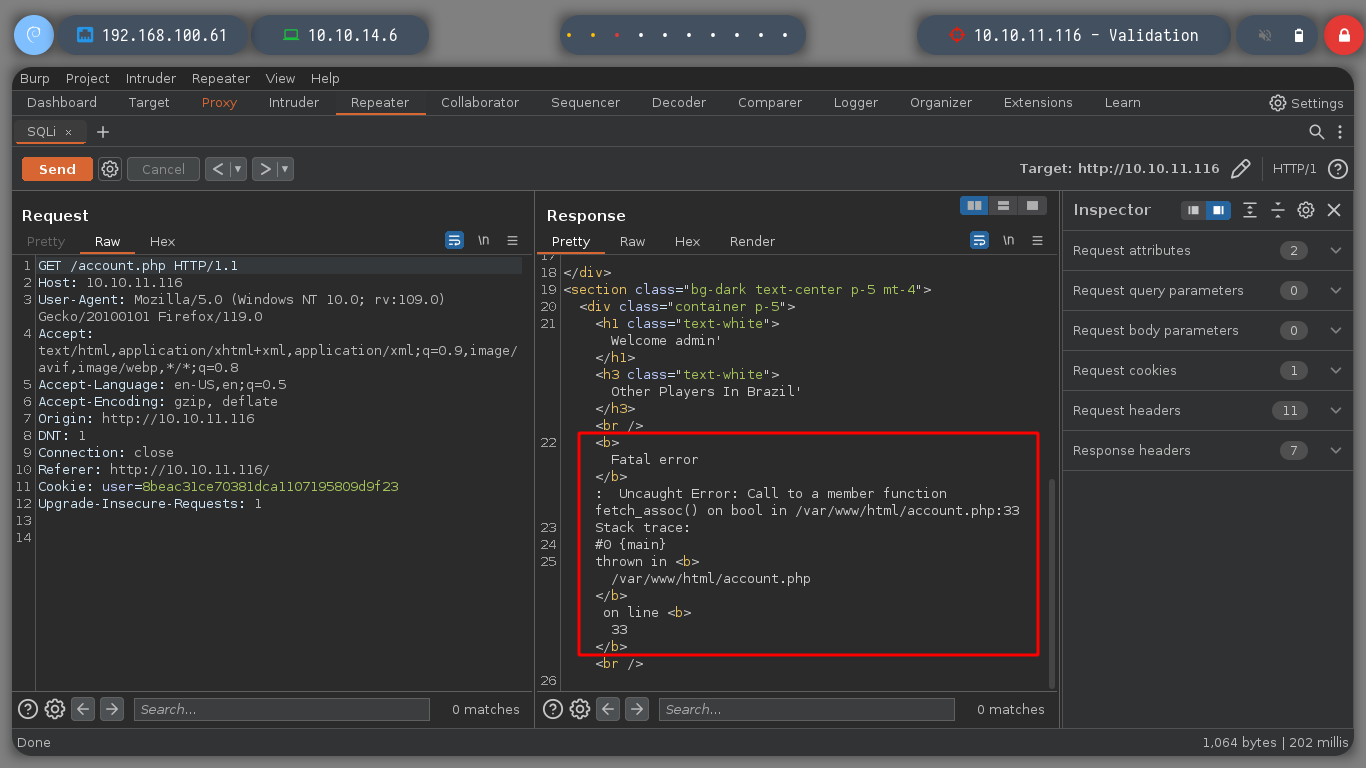 192.168.100.61
10.10.14.6
10.10.11.116 - Validation
Burp Project Intruder Repeater View Help
Dashboard Target Proxy Intruder Repeater Collaborator Sequencer Decoder Comparer Logger Organizer Extensions Learn Settings
SQLi × +
Send Cancel < > Target: http://10.10.11.116 HTTP/1 ?
Request
Pretty Raw Hex \n
1 GET /account.php HTTP/1.1
2 Host: 10.10.11.116
3 User-Agent: Mozilla/5.0 (Windows NT 10.0; rv:109.0)
Gecko/20100101 Firefox/119.0
4 Accept:
text/html,application/xhtml+xml,application/xml;q=0.9,image/
avif,image/webp,*/*;q=0.8
5 Accept-Language: en-US,en;q=0.5
6 Accept-Encoding: gzip, deflate
7 Origin: http://10.10.11.116
8 DNT: 1
9 Connection: close
10 Referer: http://10.10.11.116/
11 Cookie: user=8beac31ce70381dca1107195809d9f23
12 Upgrade-Insecure-Requests: 1
13
14
Search... 0 matches
Response
Pretty Raw Hex Render \n
17
18 </div>
19 <section class="bg-dark text-center p-5 mt-4">
20 <div class="container p-5">
21 <h1 class="text-white">
Welcome admin'
</h1>
<h3 class="text-white">
Other Players In Brazil'
</h3>
<br />
22 <b>
Fatal error
</b>
:  Uncaught Error: Call to a member function
fetch_assoc() on bool in /var/www/html/account.php:33
23 Stack trace:
24 #0 {main}
25 thrown in <b>
/var/www/html/account.php
</b>
on line <b>
33
</b>
<br />
26
Search... 0 matches
Inspector
Request attributes 2
Request query parameters 0
Request body parameters 0
Request cookies 1
Request headers 11
Response headers 7
Done
1,064 bytes | 202 millis